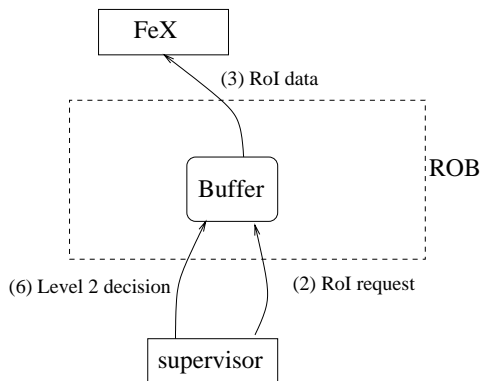 FeX
(3) RoI data
ROB
Buffer
(6) Level 2 decision
(2) RoI request
supervisor